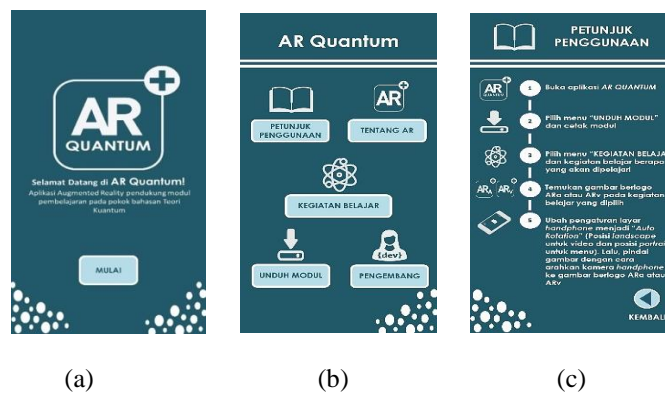 AR
QUANTUM
Selamat Datang di AR Quantum!
Aplikasi Augmented Reality pendukung modul
pembelajaran pada pokok bahasan Teori
Kuantum
MULAI
(a)
AR Quantum
AR
PETUNJUK
PENGGUNAAN
TENTANG AR
KEGIATAN BELAJAR
{dev}
UNDUH MODUL
PENGEMBANG
(b)
PETUNJUK
PENGGUNAAN
AR
QUANTUM
1
Buka aplikasi AR QUANTUM
2
Pilih menu "UNDUH MODUL"
dan cetak modul
3
Pilih menu "KEGIATAN BELAJA
dan kegiatan belajar berapa
yang akan dipelajari
ARA ARV
4
Temukan gambar berlogo
ARa atau ARv pada kegiatan
belajar yang dipilih
5
Ubah pengaturan layar
handphone menjadi "Auto
Rotation" (Posisi landscape
untuk video dan posisi portrai
untuk menu). Lalu, pindai
gambar dengan cara
arahkan kamera handphone
ke gambar berlogo ARa atau
ARv
KEMBALI
(c)